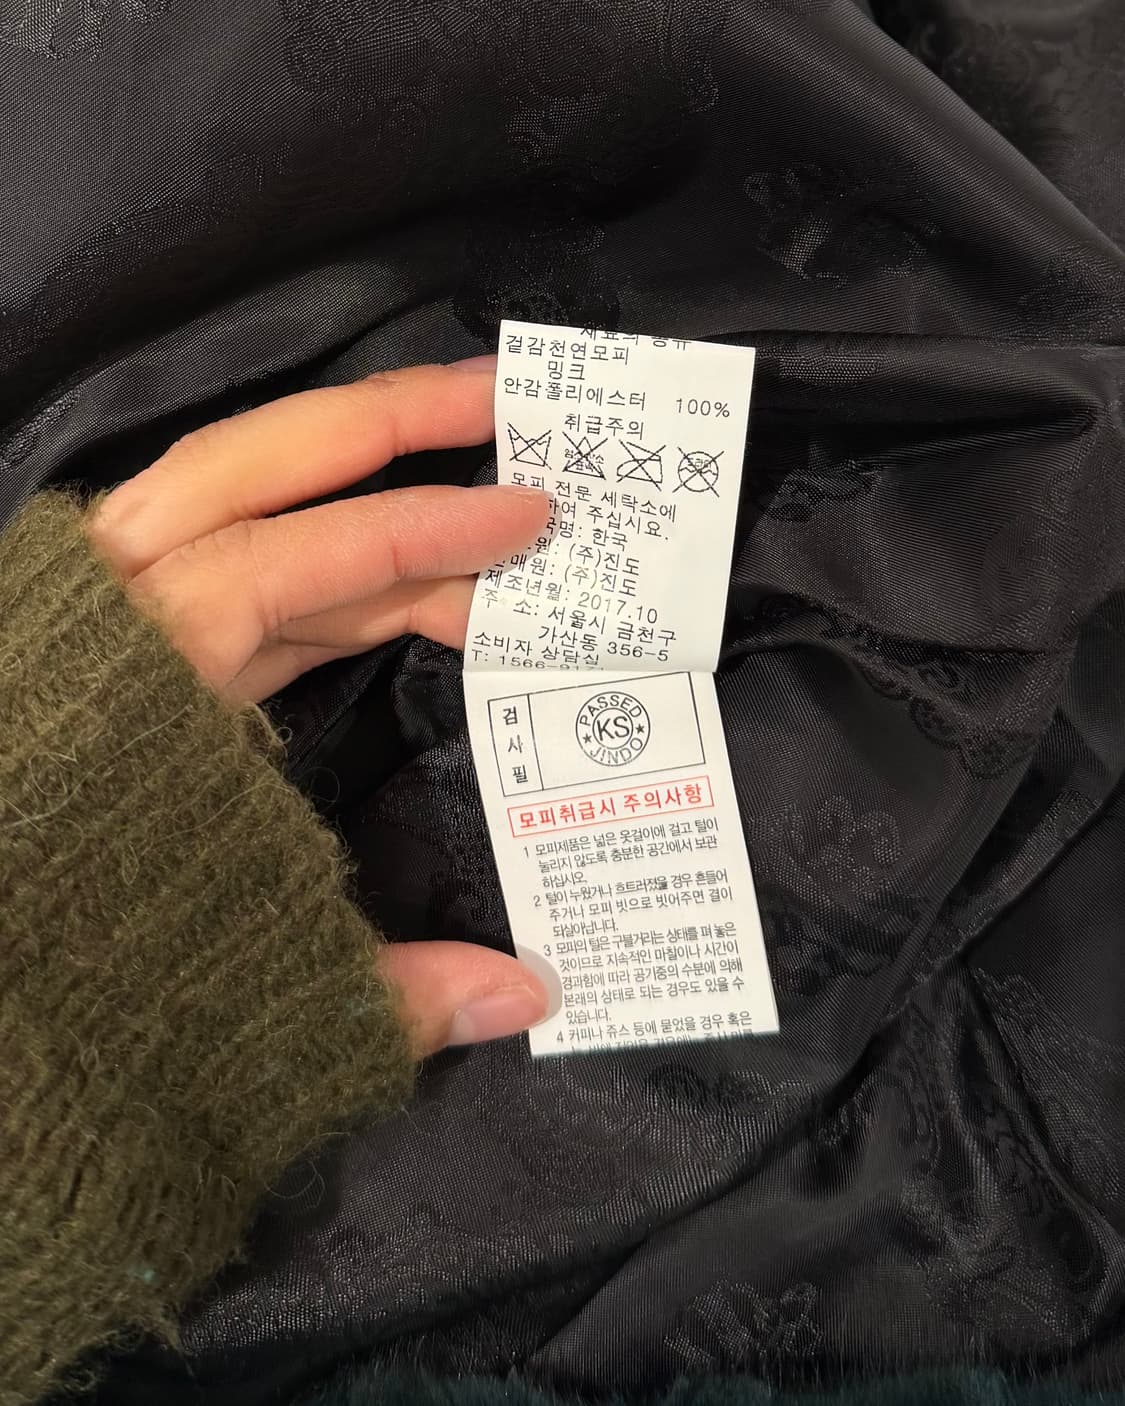 재료의 종류
겉감천연모피
밍크
안감폴리에스터 100%
취급주의
모피 전문 세탁소에
하여 주십시요.
국명: 한국
원: (주)진도
매원: (주)진도
제조년월: 2017.10
주 소: 서울시 금천구
가산동 356-5
소비자 상담실
T: 1566-
검사필
PASSED
KS
JINDO
모피취급시 주의사항
1 모피제품은 넓은 옷걸이에 걸고 털이
눌리지 않도록 충분한 공간에서 보관
하십시오.
2 털이 누웠거나 흐트러졌을 경우 흔들어
주거나 모피 빗으로 빗어주면 결이
되살아납니다.
3 모피의 털은 구불거리는 상태를 펴 놓은
것이므로 지속적인 마찰이나 시간이
경과함에 따라 공기중의 수분에 의해
본래의 상태로 되는 경우도 있을 수
있습니다.
4 커피나 쥬스 등에 묻었을 경우 혹은